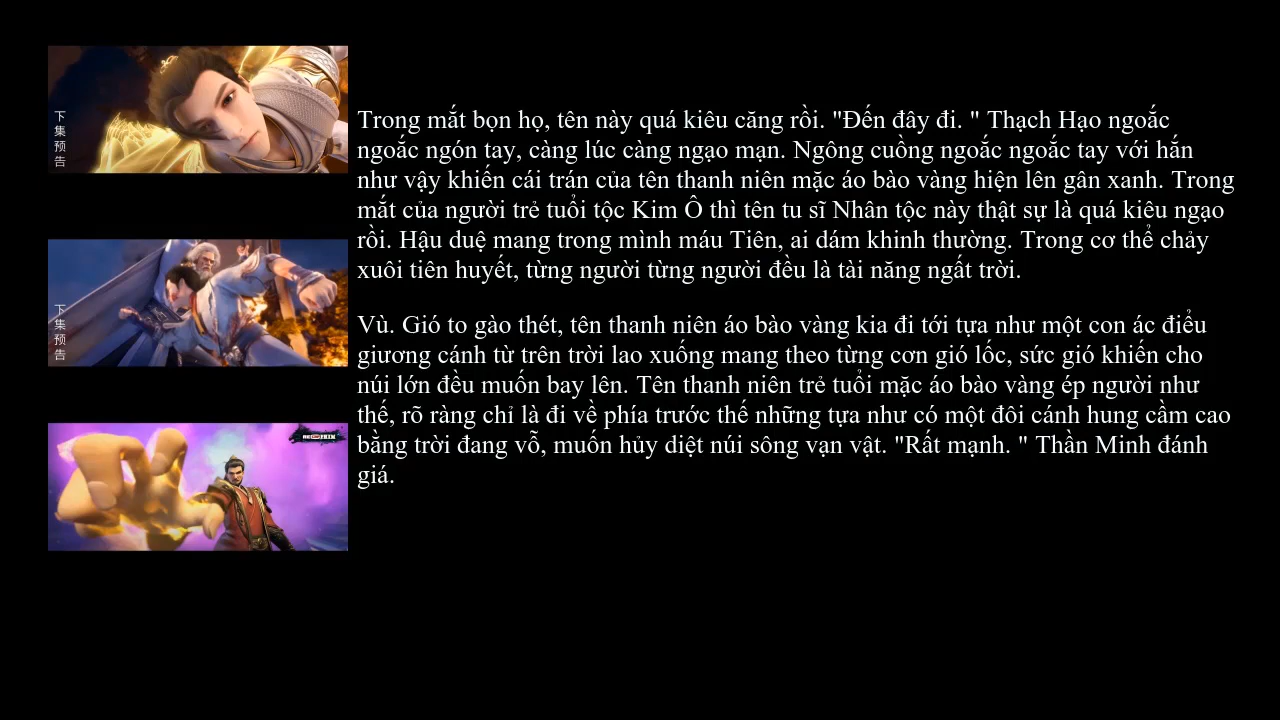 下集预告
Trong mắt bọn họ, tên này quá kiêu căng rồi. "Đến đây đi. " Thạch Hạo ngoắc
ngoắc ngón tay, càng lúc càng ngạo mạn. Ngông cuồng ngoắc ngoắc tay với hắn
như vậy khiến cái trán của tên thanh niên mặc áo bào vàng hiện lên gân xanh. Trong
mắt của người trẻ tuổi tộc Kim Ô thì tên tu sĩ Nhân tộc này thật sự là quá kiêu ngạo
rồi. Hậu duệ mang trong mình máu Tiên, ai dám khinh thường. Trong cơ thể chảy
xuôi tiên huyết, từng người từng người đều là tài năng ngất trời.
下集预告
Vù. Gió to gào thét, tên thanh niên áo bào vàng kia đi tới tựa như một con ác điểu
giương cánh từ trên trời lao xuống mang theo từng cơn gió lốc, sức gió khiến cho
núi lớn đều muốn bay lên. Tên thanh niên trẻ tuổi mặc áo bào vàng ép người như
thế, rõ ràng chỉ là đi về phía trước thế những tựa như có một đôi cánh hung cầm cao
bằng trời đang vỗ, muốn hủy diệt núi sông vạn vật. "Rất mạnh. " Thần Minh đánh
giá.